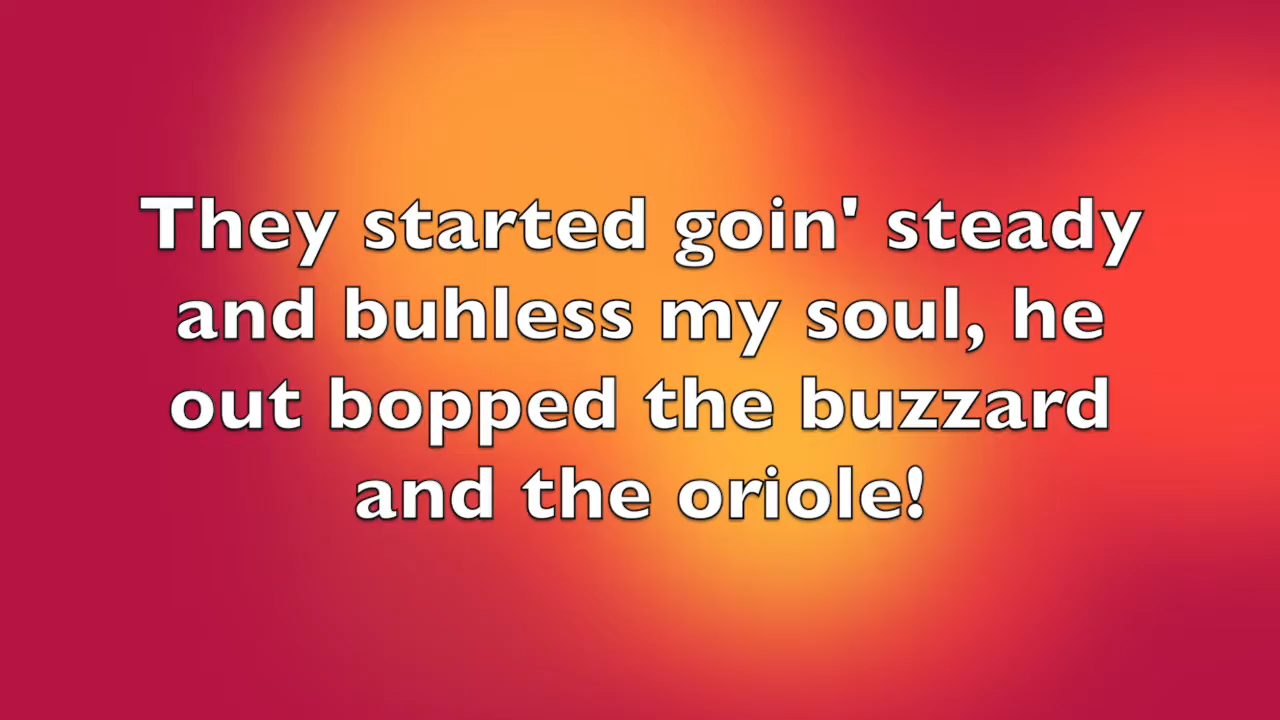 They started goin' steady
and buhless my soul, he
out bopped the buzzard
and the oriole!